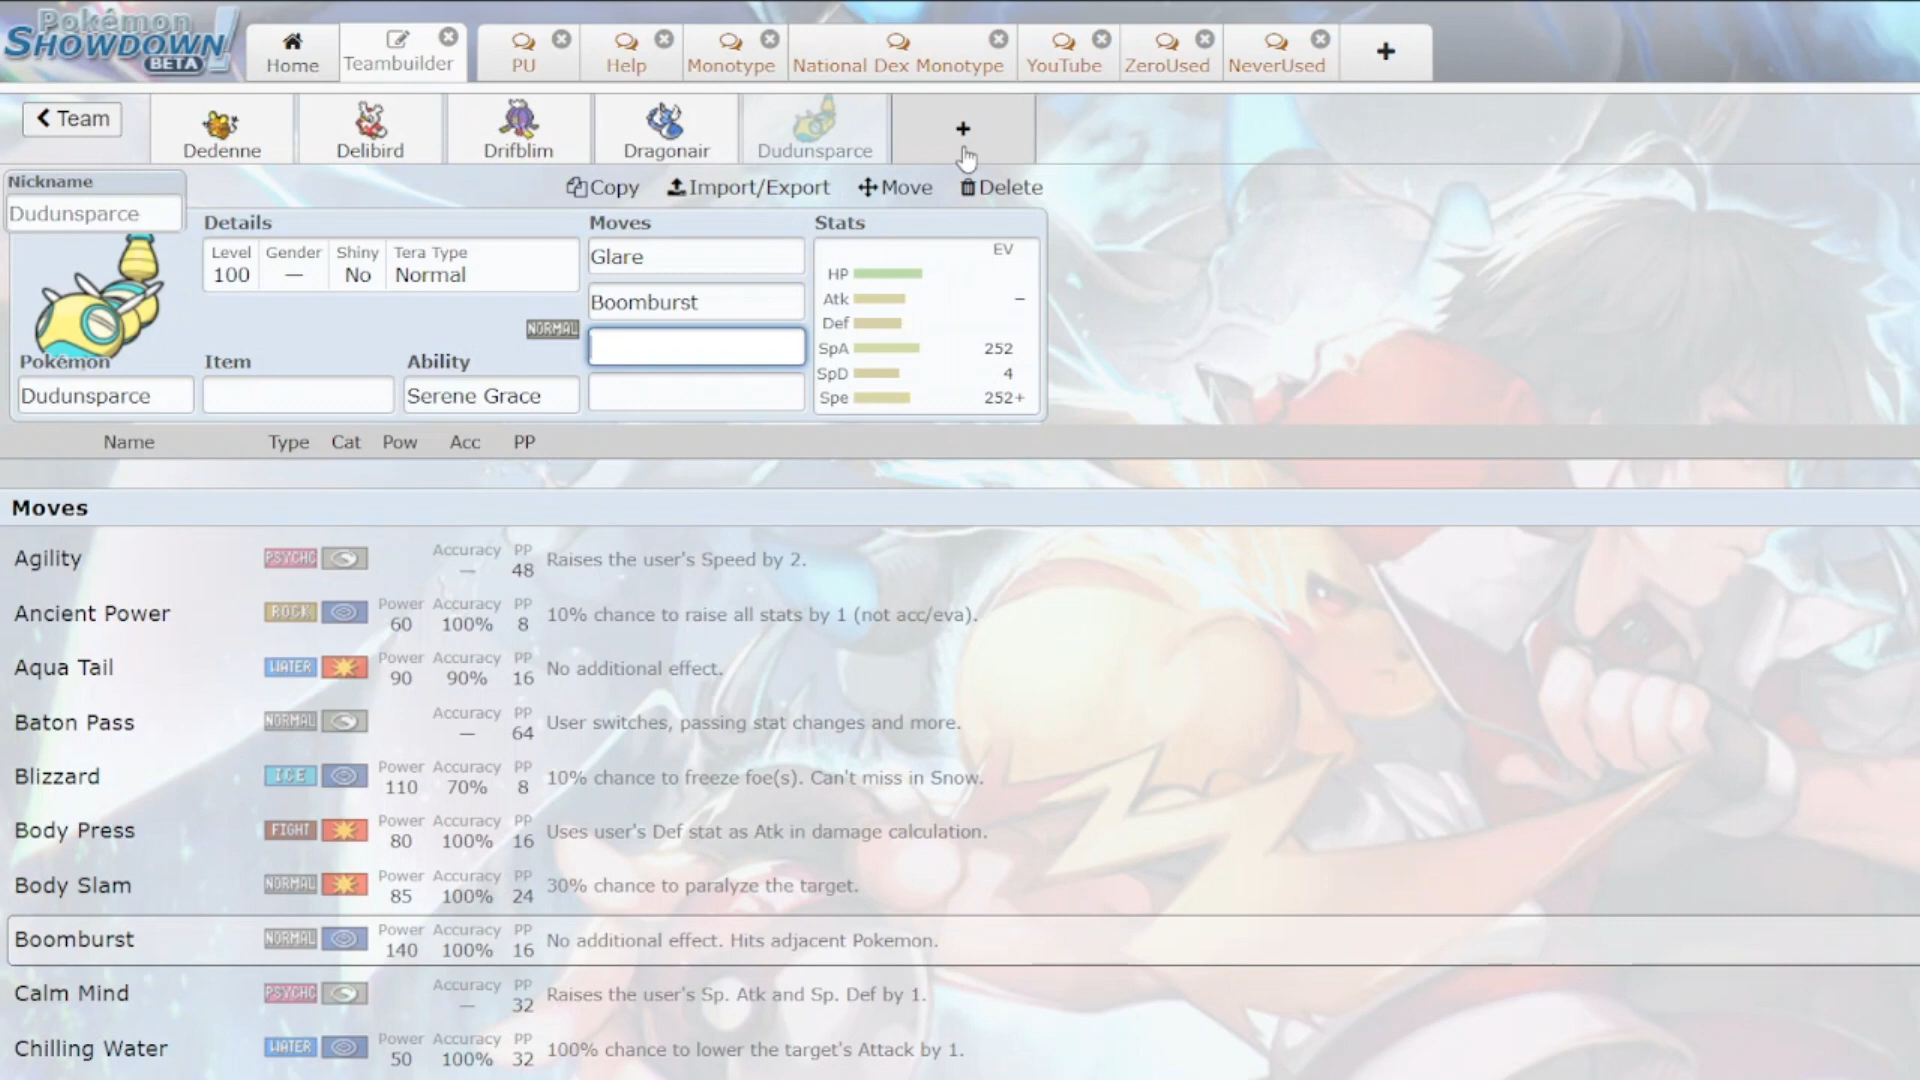 Pokémon
SHOWDOWN!
BETA
Home
Teambuilder
PU
Help
Monotype
National Dex Monotype
YouTube
ZeroUsed
NeverUsed
+
Team
Dedenne
Delibird
Drifblim
Dragonair
Dudunsparce
+
Nickname
Dudunsparce
Copy
Import/Export
Move
Delete
Details
Moves
Stats
Level
Gender
Shiny
Tera Type
100
—
No
Normal
NORMAL
Pokémon
Item
Ability
Dudunsparce
Serene Grace
Glare
Boomburst
EV
HP
Atk –
Def
SpA 252
SpD 4
Spe 252+
Name Type Cat Pow Acc PP
Moves
Agility PSYCHC Accuracy — PP 48 Raises the user's Speed by 2.
Ancient Power ROCK Power 60 Accuracy 100% PP 8 10% chance to raise all stats by 1 (not acc/eva).
Aqua Tail WATER Power 90 Accuracy 90% PP 16 No additional effect.
Baton Pass NORMAL Accuracy — PP 64 User switches, passing stat changes and more.
Blizzard ICE Power 110 Accuracy 70% PP 8 10% chance to freeze foe(s). Can't miss in Snow.
Body Press FIGHT Power 80 Accuracy 100% PP 16 Uses user's Def stat as Atk in damage calculation.
Body Slam NORMAL Power 85 Accuracy 100% PP 24 30% chance to paralyze the target.
Boomburst NORMAL Power 140 Accuracy 100% PP 16 No additional effect. Hits adjacent Pokemon.
Calm Mind PSYCHC Accuracy — PP 32 Raises the user's Sp. Atk and Sp. Def by 1.
Chilling Water WATER Power 50 Accuracy 100% PP 32 100% chance to lower the target's Attack by 1.